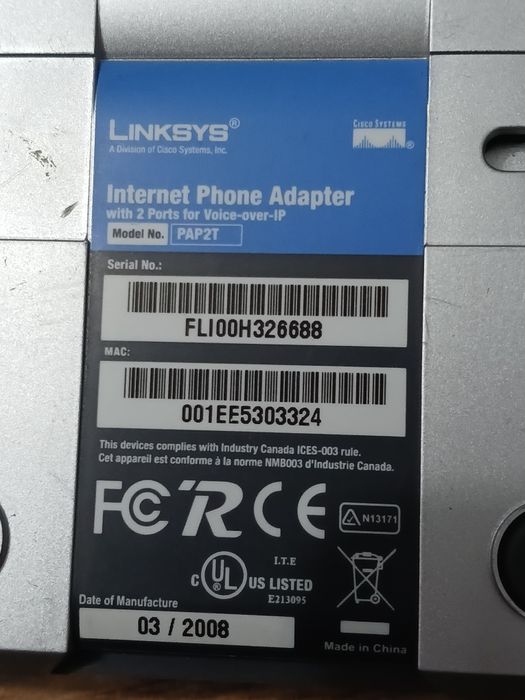 LINKSYS®
A Division of Cisco Systems, Inc.
CISCO SYSTEMS
®
Internet Phone Adapter
with 2 Ports for Voice-over-IP
Model No. PAP2T
Serial No.:
FLI00H326688
MAC:
001EE5303324
This devices complies with Industry Canada ICES-003 rule.
Cet appareil est conforme à la norme NMB003 d'Industrie Canada.
FC CE
N13171
C UL US LISTED
®
I.T.E
E213095
Date of Manufacture
03 / 2008
Made in China